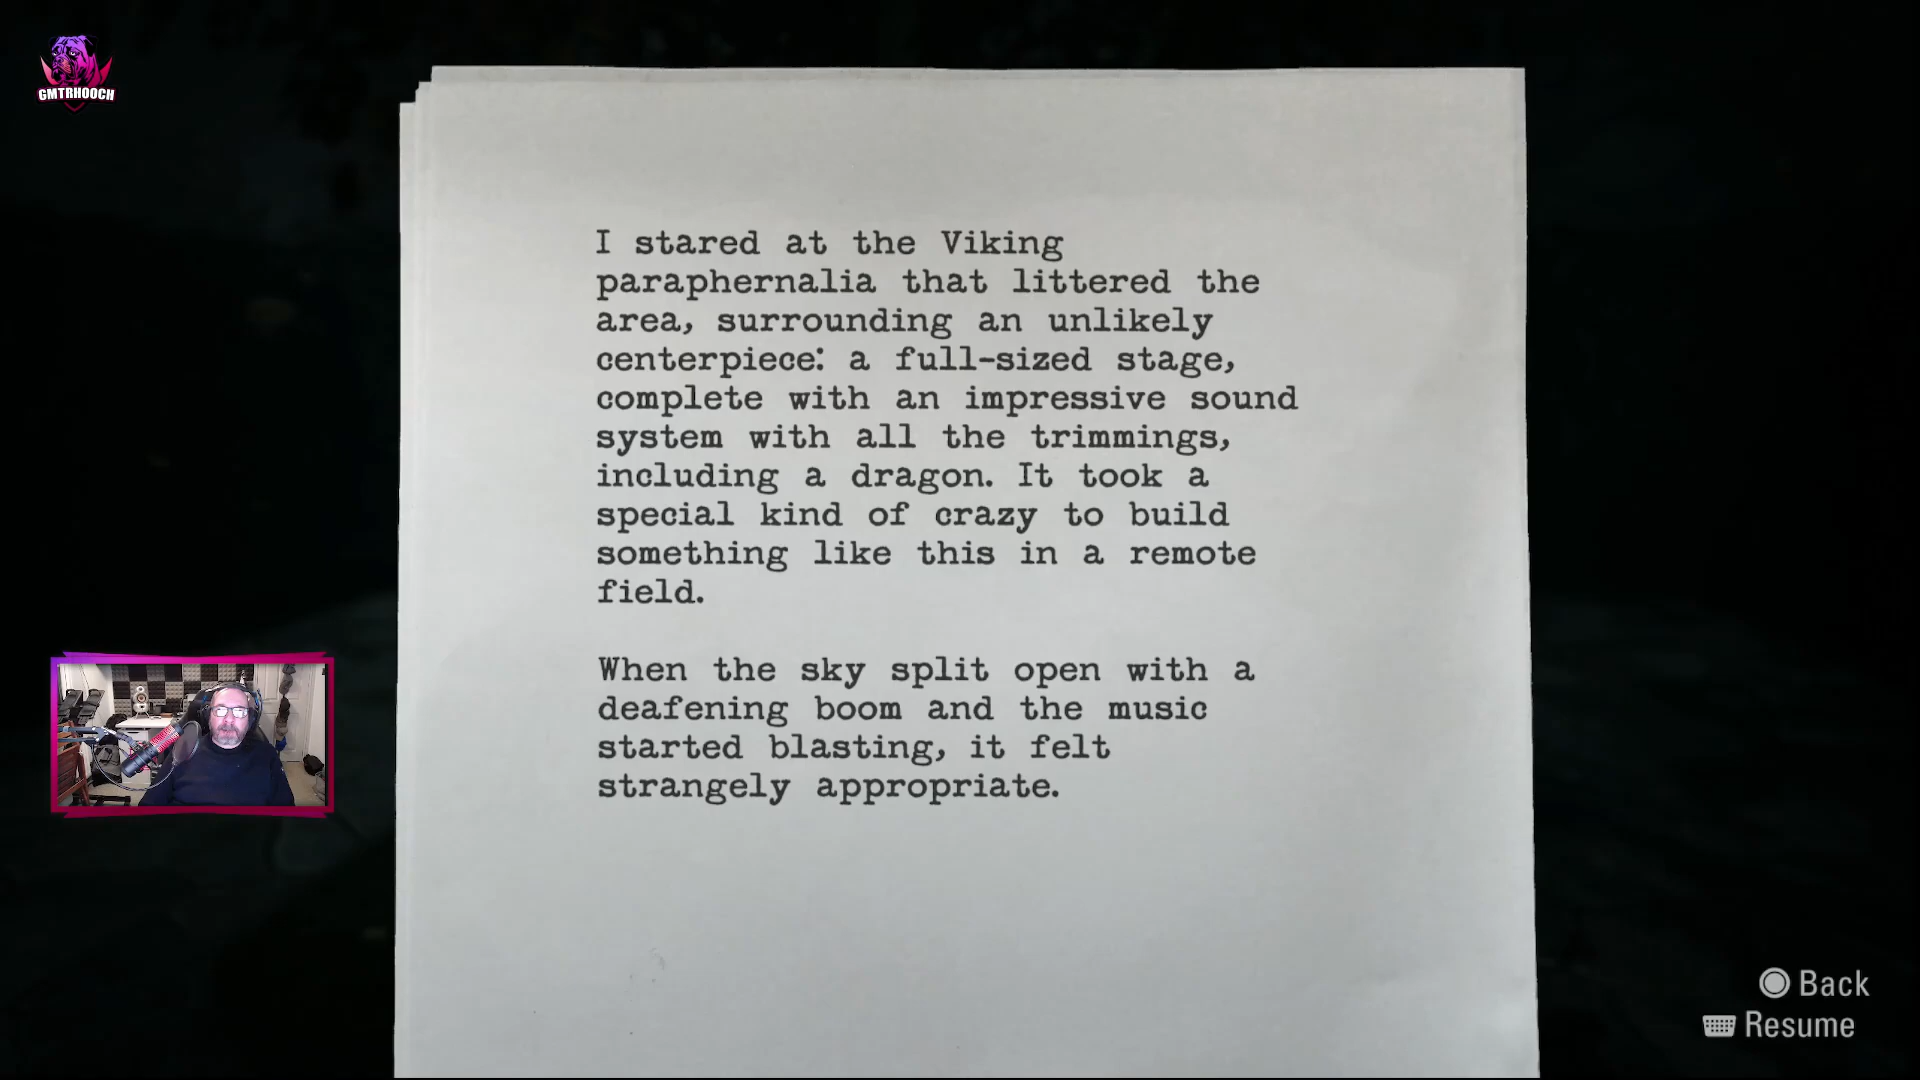 GMTRHOOCH
I stared at the Viking
paraphernalia that littered the
area, surrounding an unlikely
centerpiece: a full-sized stage,
complete with an impressive sound
system with all the trimmings,
including a dragon. It took a
special kind of crazy to build
something like this in a remote
field.
When the sky split open with a
deafening boom and the music
started blasting, it felt
strangely appropriate.
Back
Resume